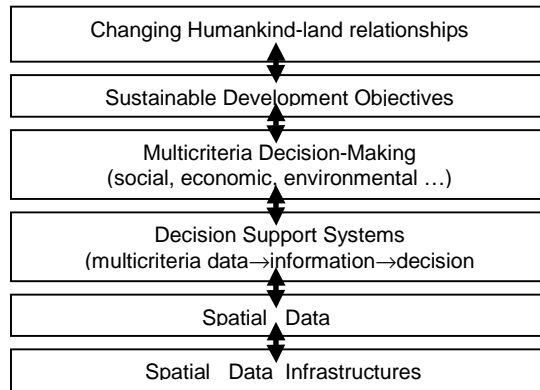 Changing Humankind-land relationships
Sustainable Development Objectives
Multicriteria Decision-Making
(social, economic, environmental ...)
Decision Support Systems
(multicriteria data→information→decision
Spatial Data
Spatial Data Infrastructures